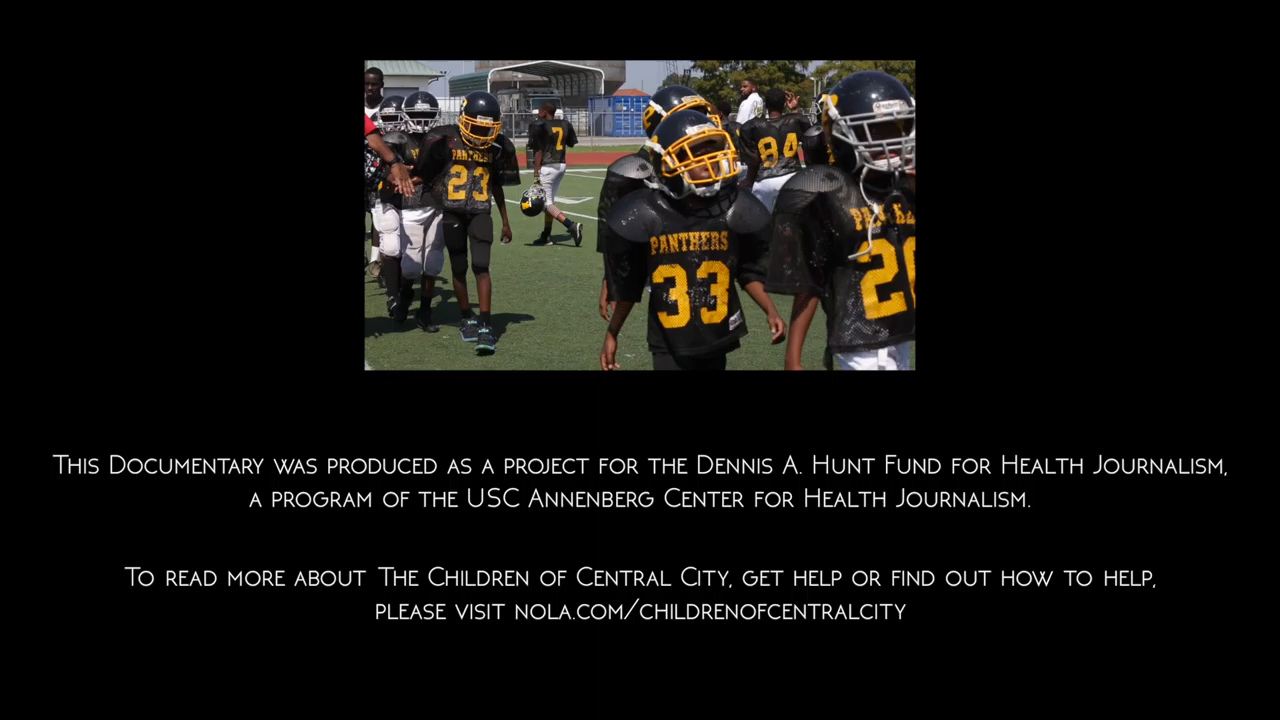 7
84
PANTHERS
23
PANTHERS
33
THIS DOCUMENTARY WAS PRODUCED AS A PROJECT FOR THE DENNIS A. HUNT FUND FOR HEALTH JOURNALISM,
A PROGRAM OF THE USC ANNENBERG CENTER FOR HEALTH JOURNALISM.
TO READ MORE ABOUT THE CHILDREN OF CENTRAL CITY, GET HELP OR FIND OUT HOW TO HELP,
PLEASE VISIT NOLA.COM/CHILDRENOFCENTRALCITY